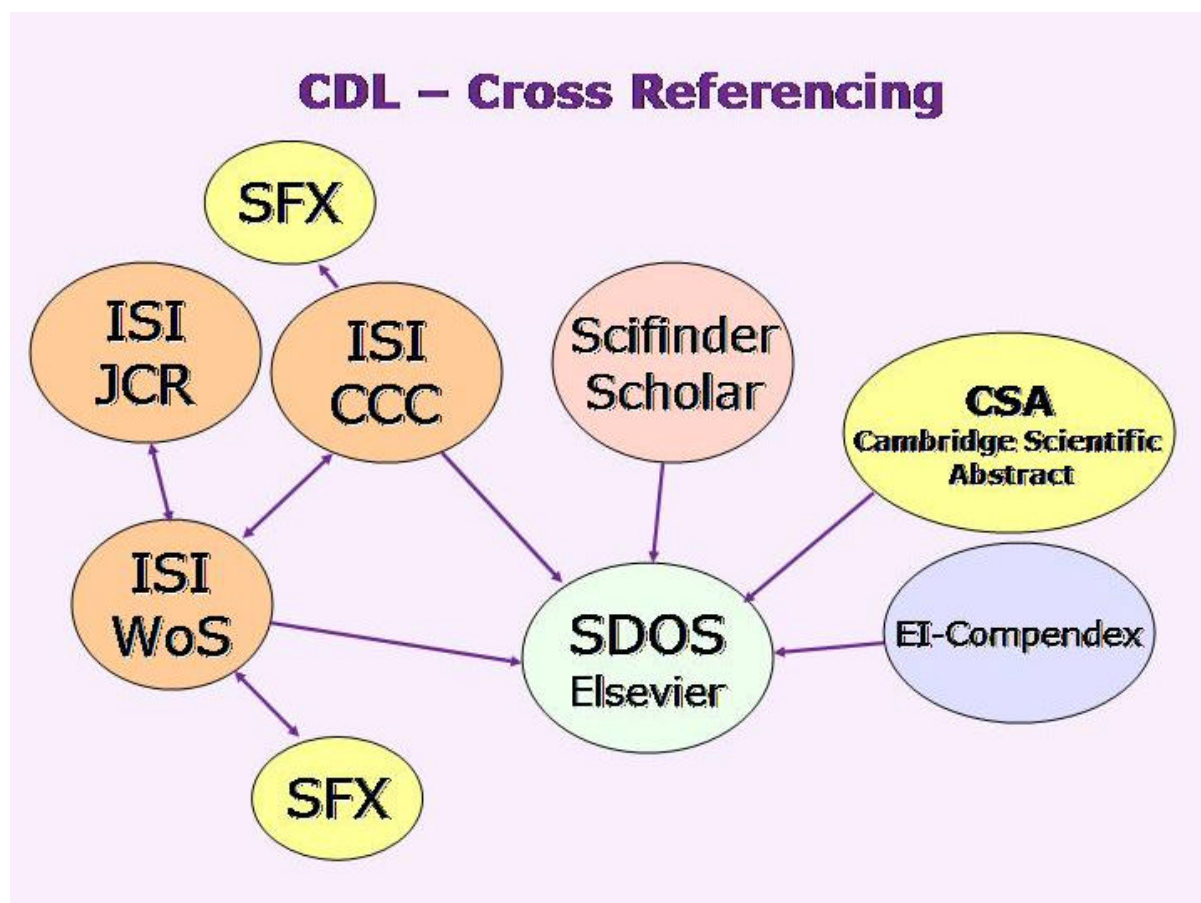 CDL – Cross Referencing
SFX
ISI
JCR
ISI
CCC
Scifinder
Scholar
CSA
Cambridge Scientific
Abstract
ISI
WoS
SDOS
Elsevier
EI-Compendex
SFX